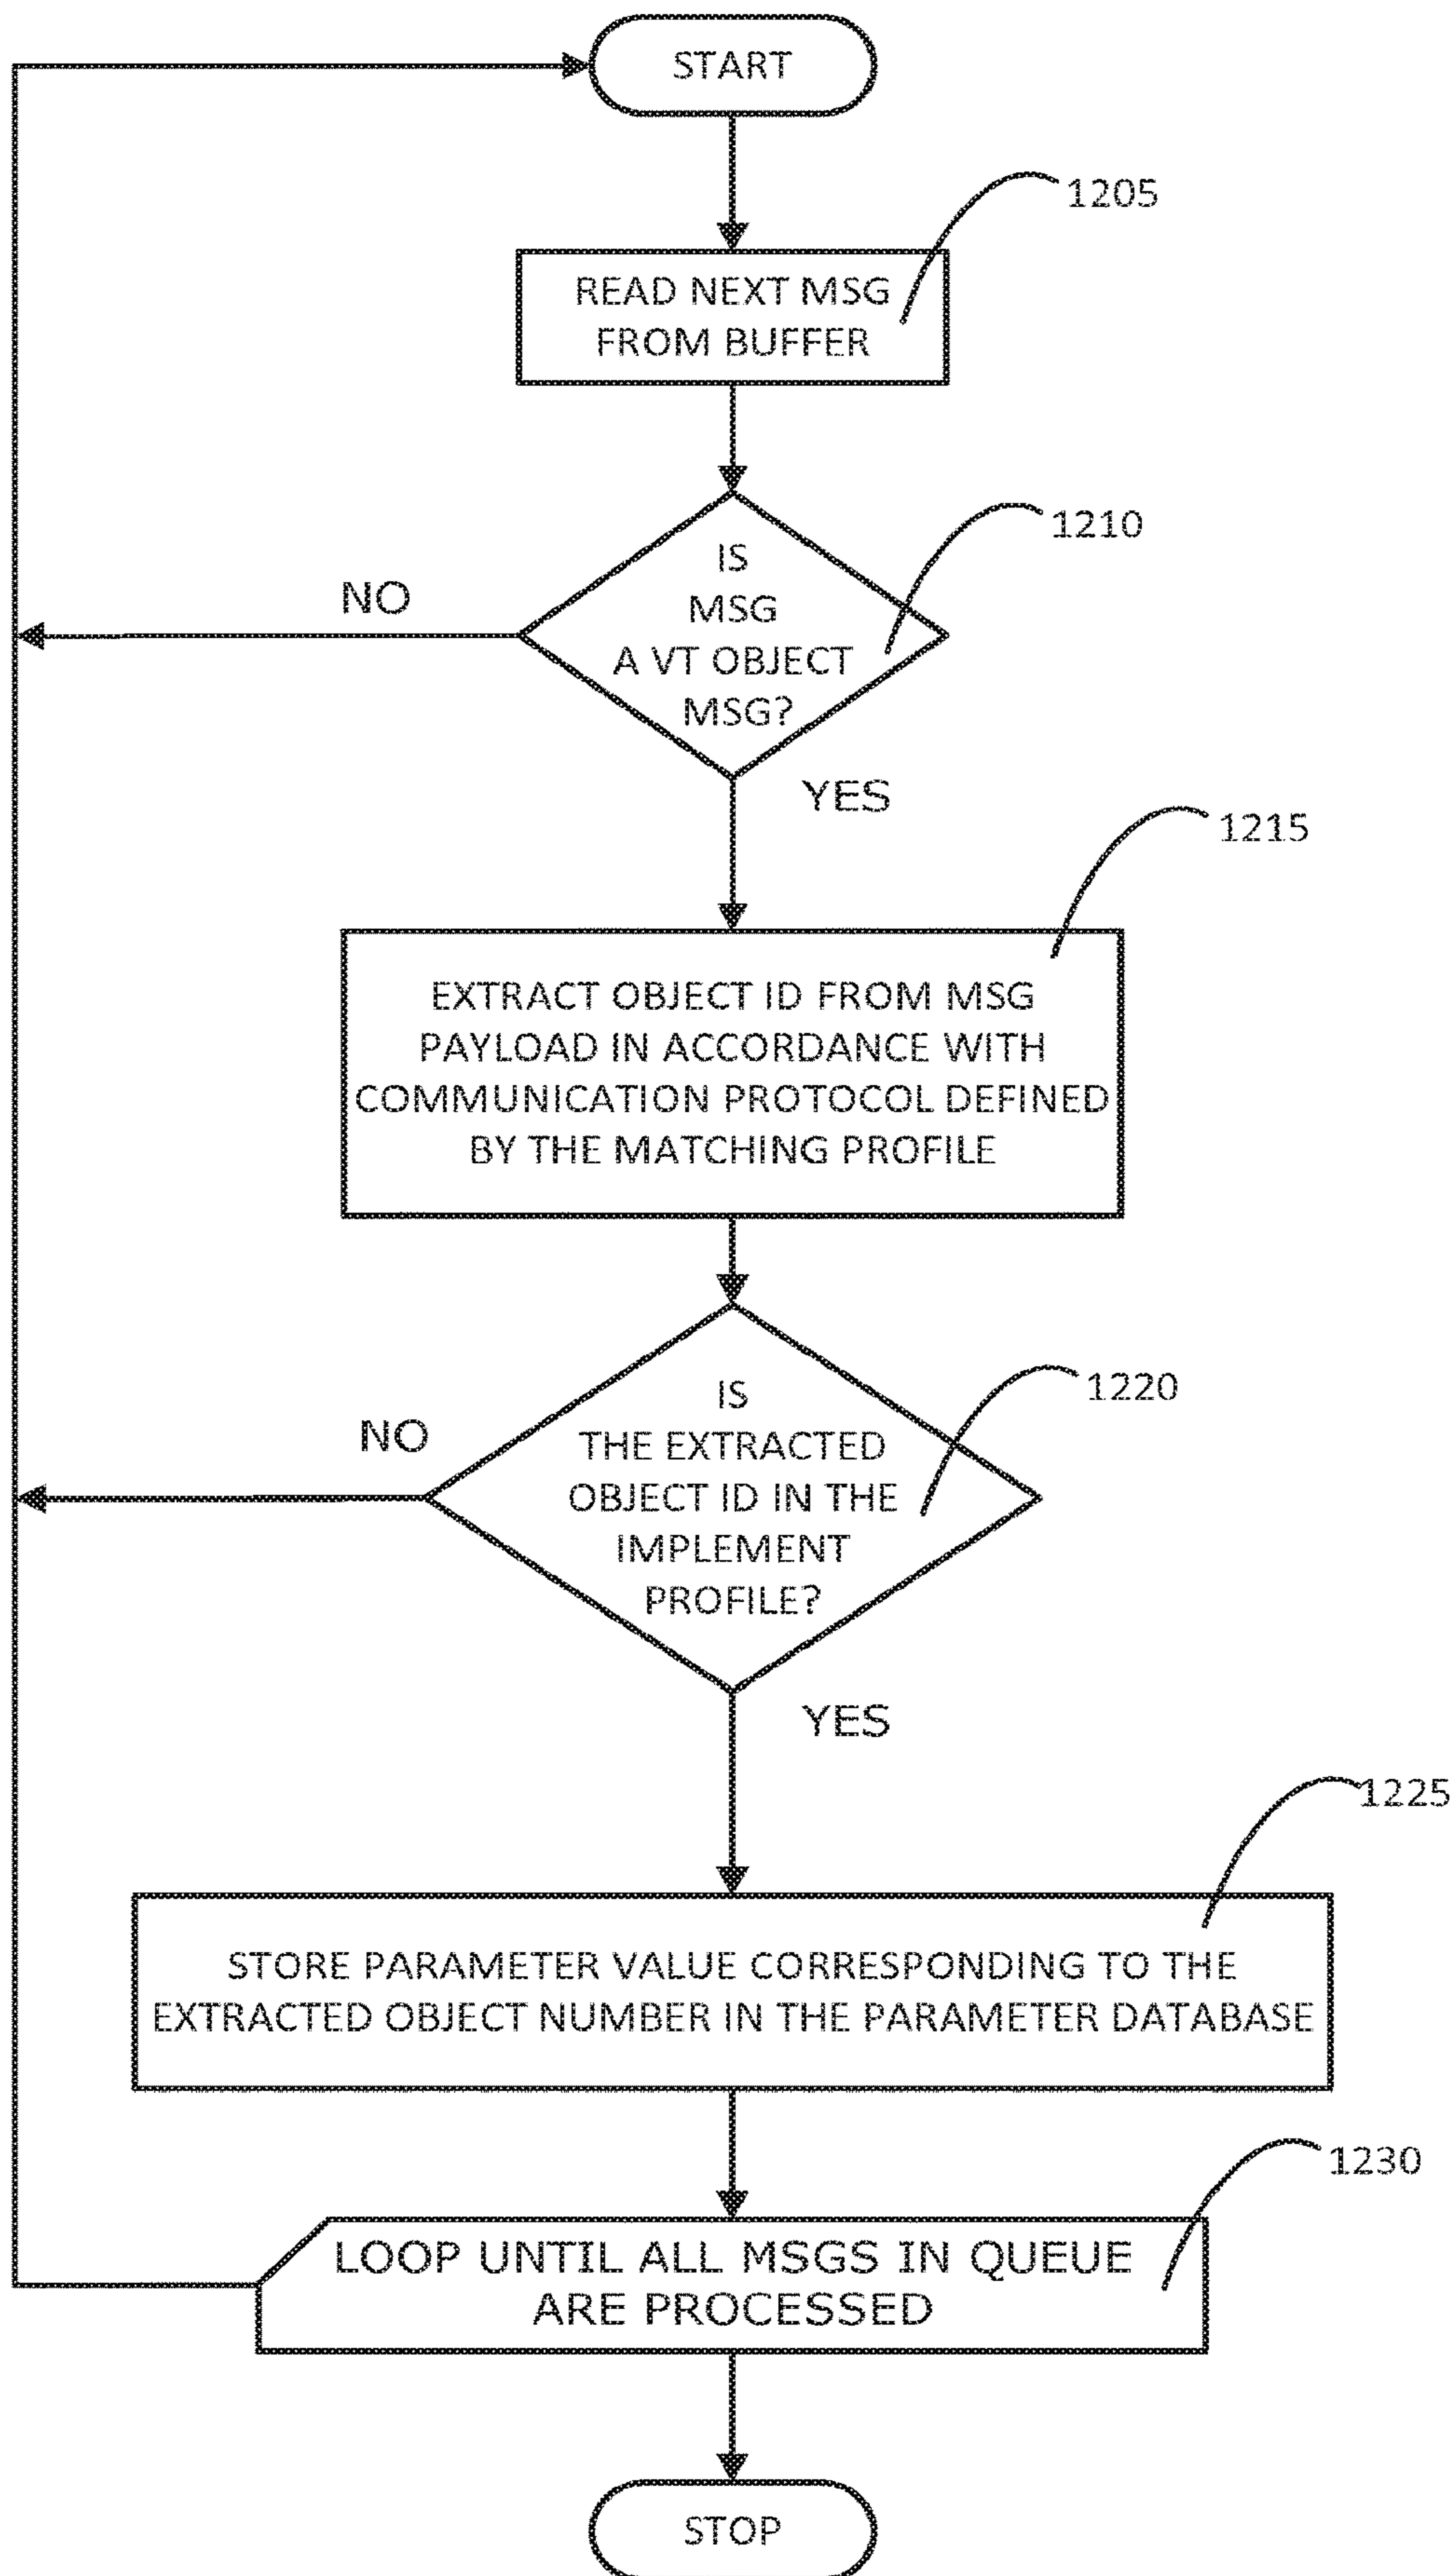 START
1205
READ NEXT MSG
FROM BUFFER
1210
IS
MSG
A VT OBJECT
MSG?
NO
YES
1215
EXTRACT OBJECT ID FROM MSG
PAYLOAD IN ACCORDANCE WITH
COMMUNICATION PROTOCOL DEFINED
BY THE MATCHING PROFILE
1220
IS
THE EXTRACTED
OBJECT ID IN THE
IMPLEMENT
PROFILE?
NO
YES
1225
STORE PARAMETER VALUE CORRESPONDING TO THE
EXTRACTED OBJECT NUMBER IN THE PARAMETER DATABASE
1230
LOOP UNTIL ALL MSGS IN QUEUE
ARE PROCESSED
STOP